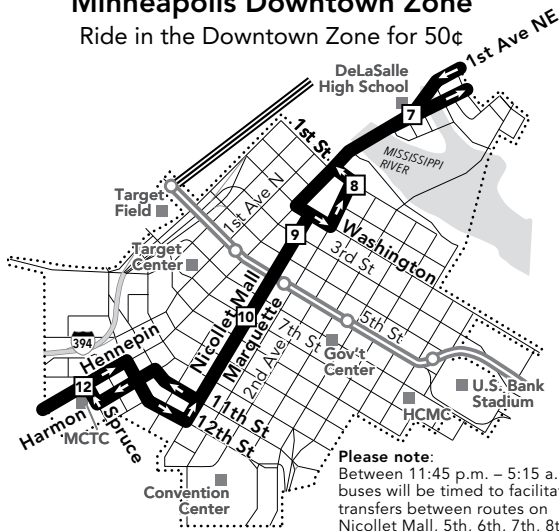 Minneapolis Downtown Zone
Ride in the Downtown Zone for 50¢
1st Ave NE
DeLaSalle
High School
7
1st St
MISSISSIPPI
RIVER
8
Target
Field
1st Ave N
9
Washington
3rd St
Target
Center
Nicollet Mall
Marquette
10
5th St
7th St
2nd Ave
Gov't
Center
394
Hennepin
U.S. Bank
Stadium
HCMC
12
Harmon
MCTC
Spruce
11th St
12th St
Convention
Center
Please note:
Between 11:45 p.m. – 5:15 a.
buses will be timed to facilitat
transfers between routes on
Nicollet Mall, 5th, 6th, 7th, 8t